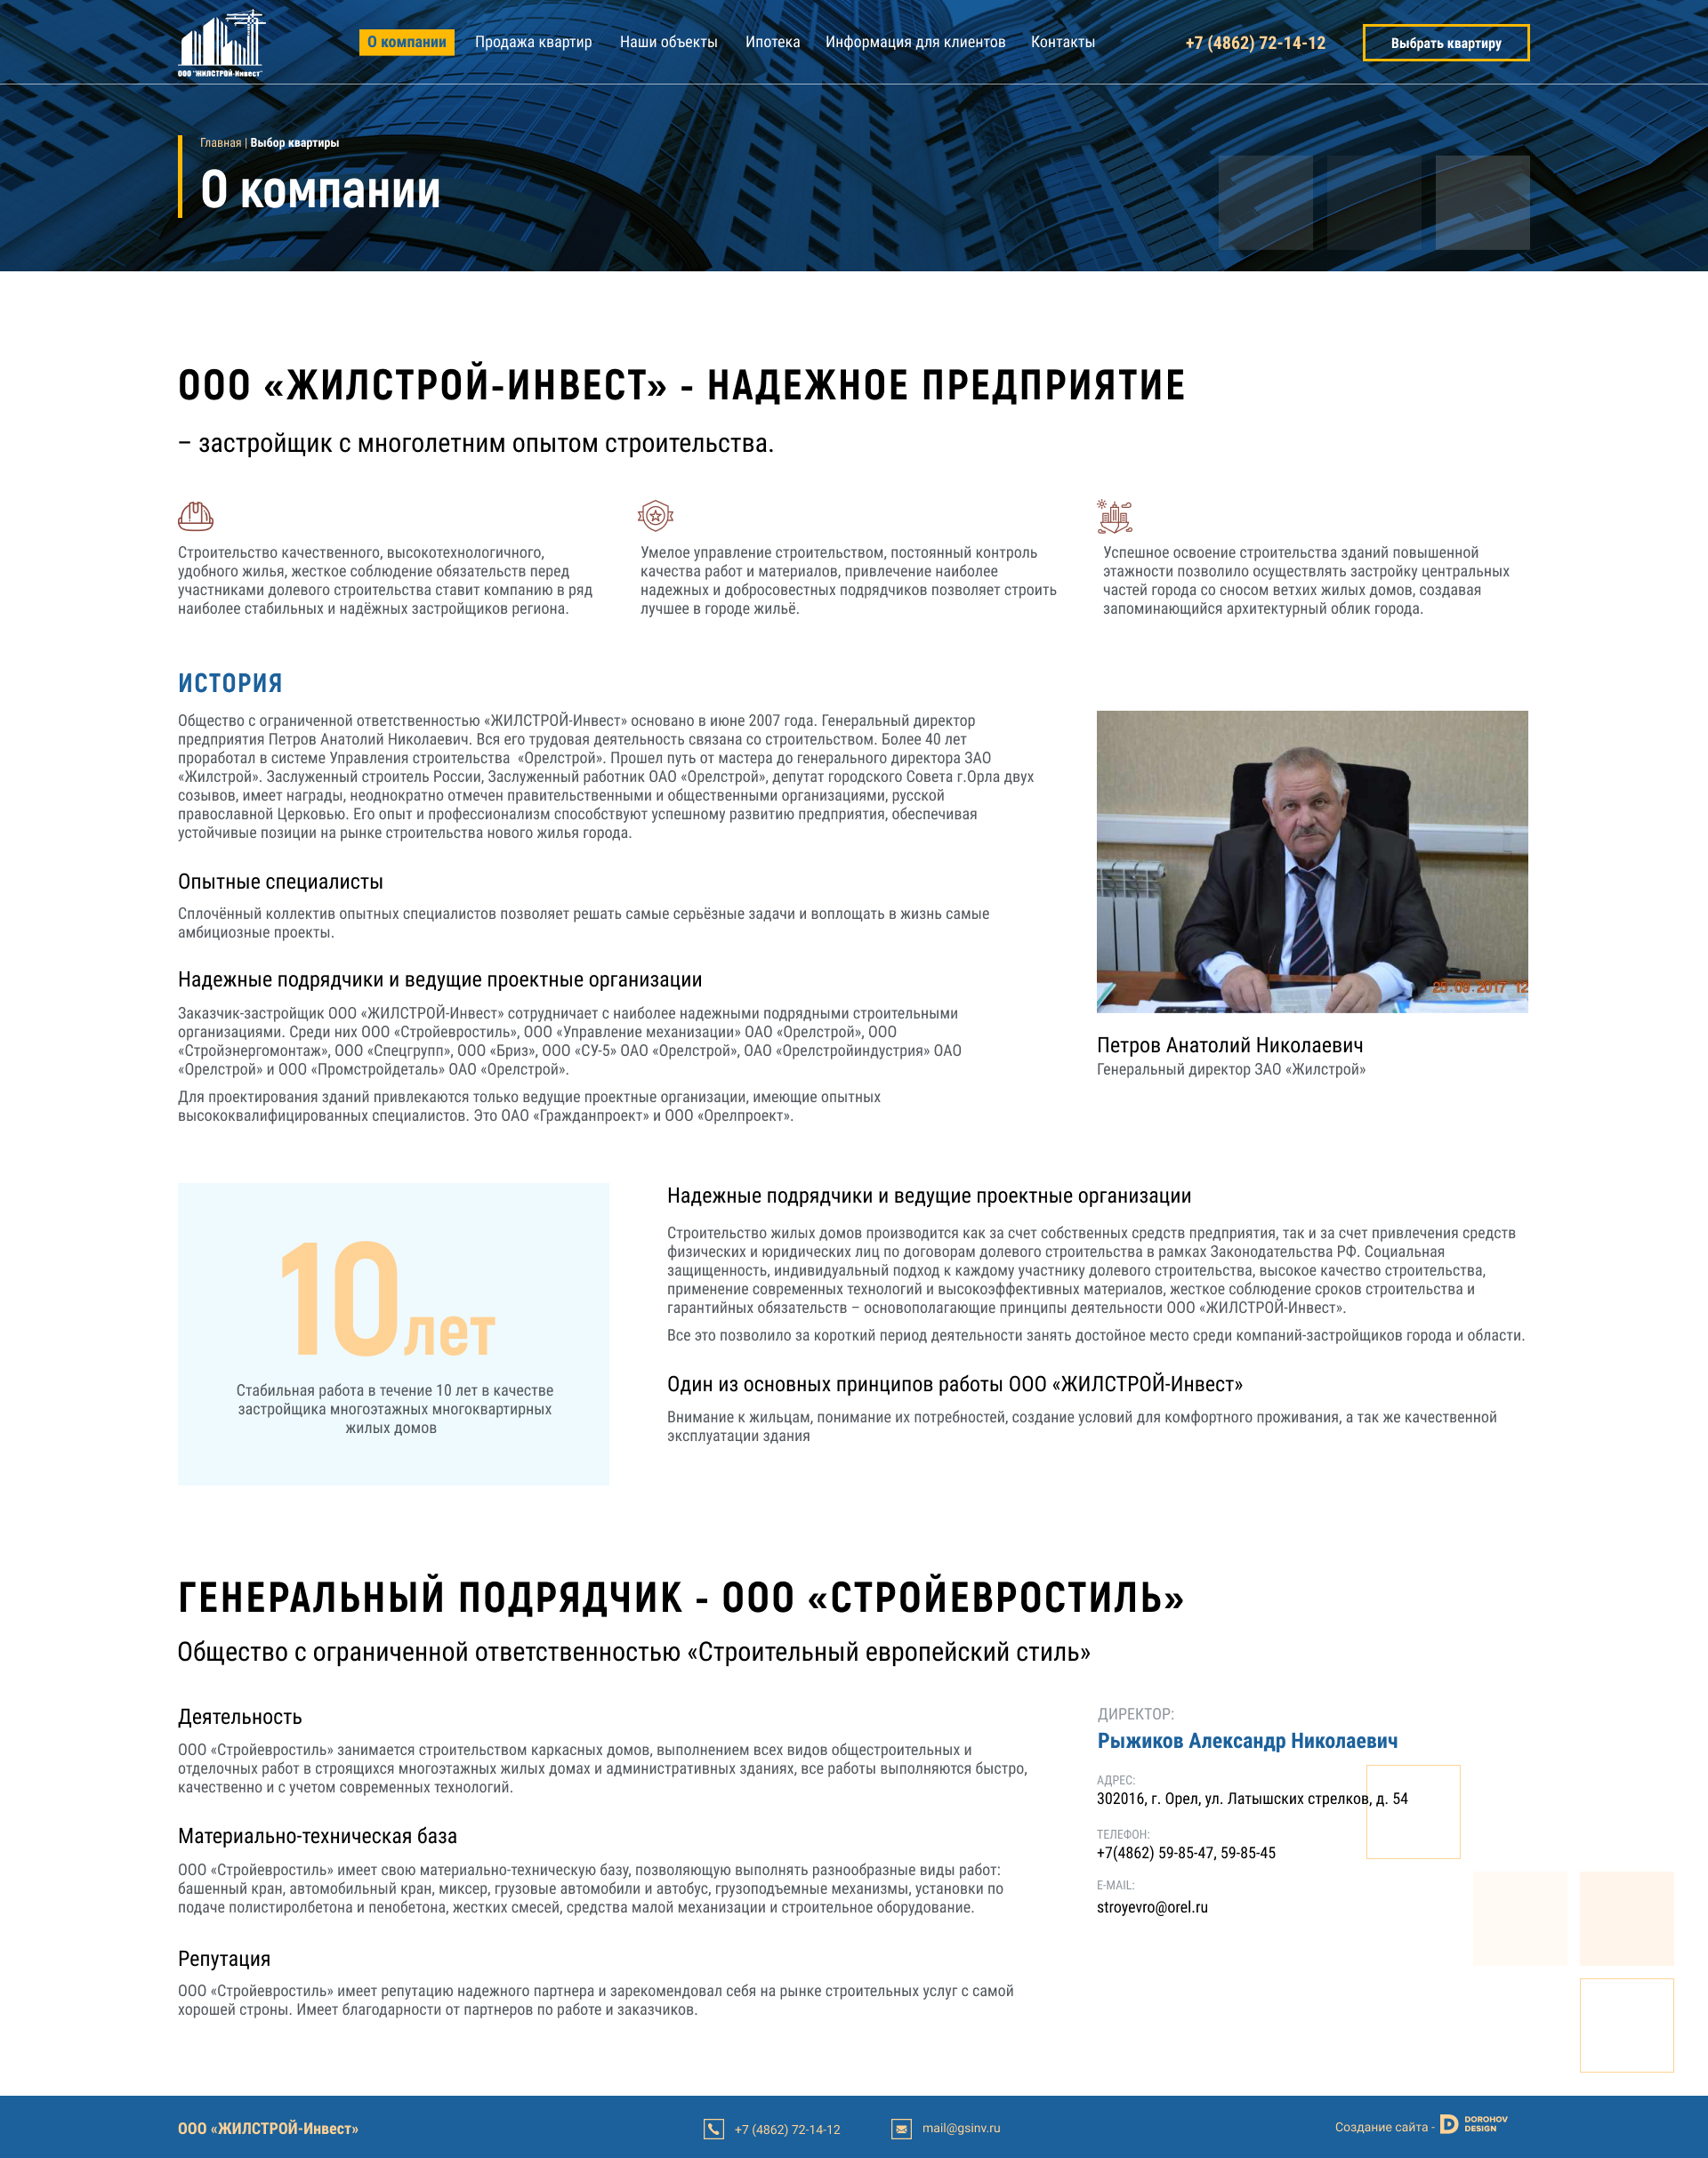 ООО "ЖИЛСТРОЙ-Инвест"
О компании
Продажа квартир
Наши объекты
Ипотека
Информация для клиентов
Контакты
+7 (4862) 72-14-12
Выбрать квартиру
Главная | Выбор квартиры
О компании
ООО «ЖИЛСТРОЙ-ИНВЕСТ» - НАДЕЖНОЕ ПРЕДПРИЯТИЕ
– застройщик с многолетним опытом строительства.
Строительство качественного, высокотехнологичного,
удобного жилья, жесткое соблюдение обязательств перед
участниками долевого строительства ставит компанию в ряд
наиболее стабильных и надёжных застройщиков региона.
Умелое управление строительством, постоянный контроль
качества работ и материалов, привлечение наиболее
надежных и добросовестных подрядчиков позволяет строить
лучшее в городе жильё.
Успешное освоение строительства зданий повышенной
этажности позволило осуществлять застройку центральных
частей города со сносом ветхих жилых домов, создавая
запоминающийся архитектурный облик города.
ИСТОРИЯ
Общество с ограниченной ответственностью «ЖИЛСТРОЙ-Инвест» основано в июне 2007 года. Генеральный директор
предприятия Петров Анатолий Николаевич. Вся его трудовая деятельность связана со строительством. Более 40 лет
проработал в системе Управления строительства «Орелстрой». Прошел путь от мастера до генерального директора ЗАО
«Жилстрой». Заслуженный строитель России, Заслуженный работник ОАО «Орелстрой», депутат городского Совета г.Орла двух
созывов, имеет награды, неоднократно отмечен правительственными и общественными организациями, русской
православной Церковью. Его опыт и профессионализм способствуют успешному развитию предприятия, обеспечивая
устойчивые позиции на рынке строительства нового жилья города.
Опытные специалисты
Сплочённый коллектив опытных специалистов позволяет решать самые серьёзные задачи и воплощать в жизнь самые
амбициозные проекты.
Надежные подрядчики и ведущие проектные организации
Заказчик-застройщик ООО «ЖИЛСТРОЙ-Инвест» сотрудничает с наиболее надежными подрядными строительными
организациями. Среди них ООО «Стройевростиль», ООО «Управление механизации» ОАО «Орелстрой», ООО
«Стройэнергомонтаж», ООО «Спецгрупп», ООО «Бриз», ООО «СУ-5» ОАО «Орелстрой», ОАО «Орелстройиндустрия» ОАО
«Орелстрой» и ООО «Промстройдеталь» ОАО «Орелстрой».
Для проектирования зданий привлекаются только ведущие проектные организации, имеющие опытных
высококвалифицированных специалистов. Это ОАО «Гражданпроект» и ООО «Орелпроект».
25.09.2017 12
Петров Анатолий Николаевич
Генеральный директор ЗАО «Жилстрой»
10 лет
Стабильная работа в течение 10 лет в качестве
застройщика многоэтажных многоквартирных
жилых домов
Надежные подрядчики и ведущие проектные организации
Строительство жилых домов производится как за счет собственных средств предприятия, так и за счет привлечения средств
физических и юридических лиц по договорам долевого строительства в рамках Законодательства РФ. Социальная
защищенность, индивидуальный подход к каждому участнику долевого строительства, высокое качество строительства,
применение современных технологий и высокоэффективных материалов, жесткое соблюдение сроков строительства и
гарантийных обязательств – основополагающие принципы деятельности ООО «ЖИЛСТРОЙ-Инвест».
Все это позволило за короткий период деятельности занять достойное место среди компаний-застройщиков города и области.
Один из основных принципов работы ООО «ЖИЛСТРОЙ-Инвест»
Внимание к жильцам, понимание их потребностей, создание условий для комфортного проживания, а так же качественной
эксплуатации здания
ГЕНЕРАЛЬНЫЙ ПОДРЯДЧИК - ООО «СТРОЙЕВРОСТИЛЬ»
Общество с ограниченной ответственностью «Строительный европейский стиль»
Деятельность
ООО «Стройевростиль» занимается строительством каркасных домов, выполнением всех видов общестроительных и
отделочных работ в строящихся многоэтажных жилых домах и административных зданиях, все работы выполняются быстро,
качественно и с учетом современных технологий.
Материально-техническая база
ООО «Стройевростиль» имеет свою материально-техническую базу, позволяющую выполнять разнообразные виды работ:
башенный кран, автомобильный кран, миксер, грузовые автомобили и автобус, грузоподъемные механизмы, установки по
подаче полистиролбетона и пенобетона, жестких смесей, средства малой механизации и строительное оборудование.
Репутация
ООО «Стройевростиль» имеет репутацию надежного партнера и зарекомендовал себя на рынке строительных услуг с самой
хорошей строны. Имеет благодарности от партнеров по работе и заказчиков.
ДИРЕКТОР:
Рыжиков Александр Николаевич
АДРЕС:
302016, г. Орел, ул. Латышских стрелков, д. 54
ТЕЛЕФОН:
+7(4862) 59-85-47, 59-85-45
E-MAIL:
stroyevro@orel.ru
ООО «ЖИЛСТРОЙ-Инвест»
+7 (4862) 72-14-12
mail@gsinv.ru
Создание сайта -
DOROHOV
DESIGN